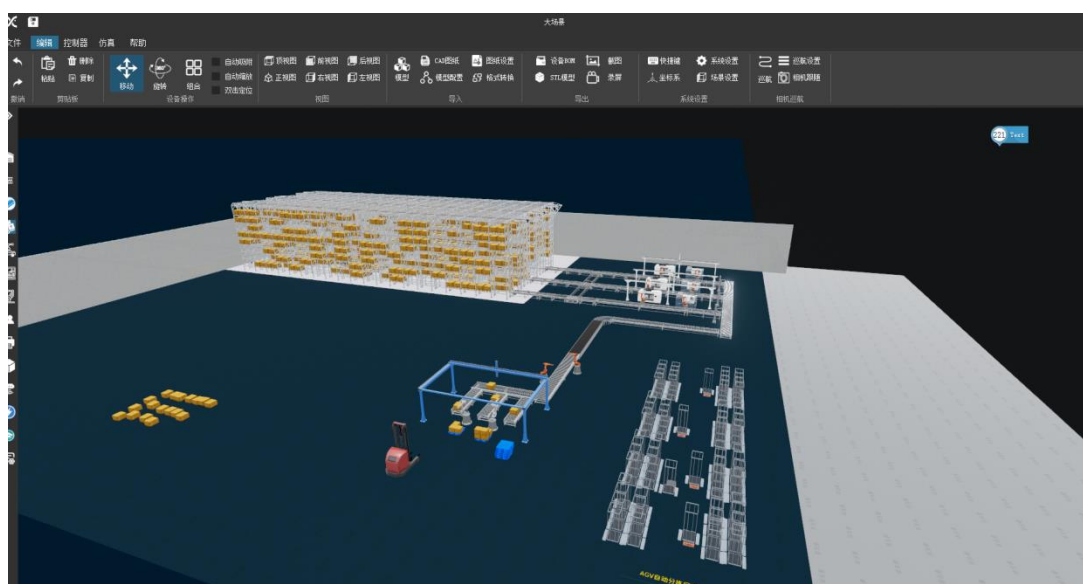 大场景
文件 编辑 控制器 仿真 帮助
粘贴 删除 复制 移动 旋转 组合 自动吸附 自动缩放 双击定位 顶视图 前视图 后视图 正视图 右视图 左视图 模型 CAD图纸 图纸设置 模型配置 格式转换 设备BOM 截图 STL模型 录屏 快捷键 系统设置 坐标系 场景设置 巡航 巡航设置 相机跟随
撤销 剪贴板 设备操作 视图 导入 导出 系统设置 相机巡航
221 Text